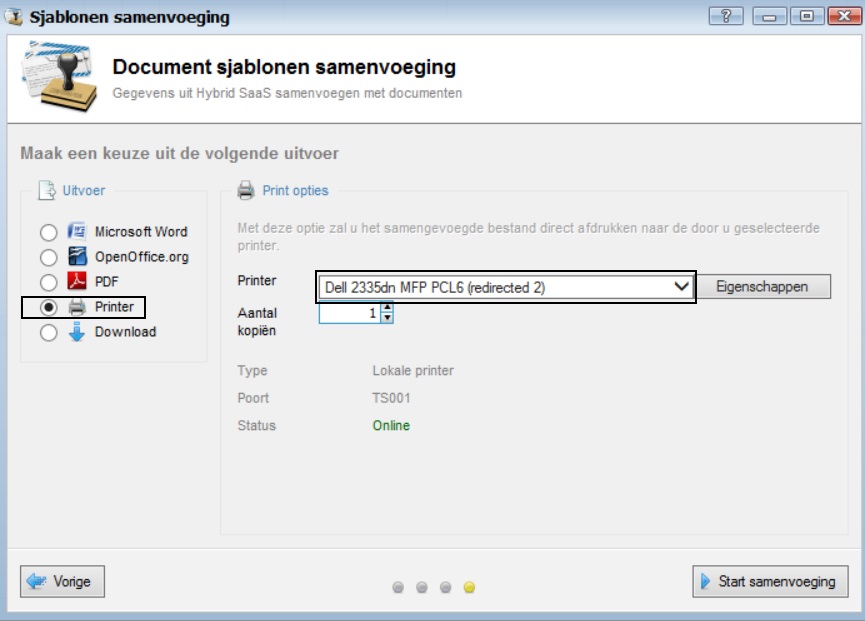 Sjablonen samenvoeging
?
Document sjablonen samenvoeging
Gegevens uit Hybrid SaaS samenvoegen met documenten
Maak een keuze uit de volgende uitvoer
Uitvoer
Microsoft Word
OpenOffice.org
PDF
Printer
Download
Print opties
Met deze optie zal u het samengevoegde bestand direct afdrukken naar de door u geselecteerde
printer.
Printer
Dell 2335dn MFP PCL6 (redirected 2)
Eigenschappen
Aantal
kopiën
1
Type
Lokale printer
Poort
TS001
Status
Online
Vorige
Start samenvoeging